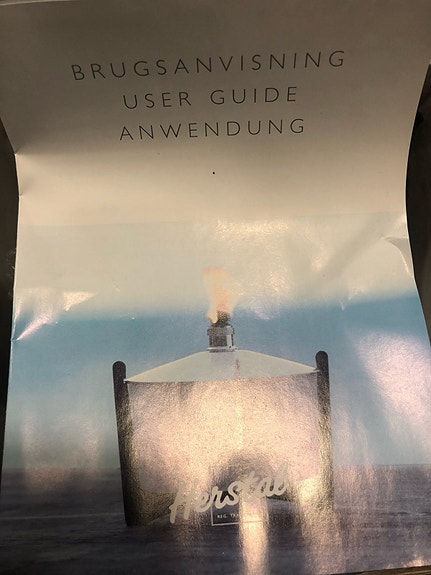 BRUGSANVISNING
USER GUIDE
ANWENDUNG
Herstal